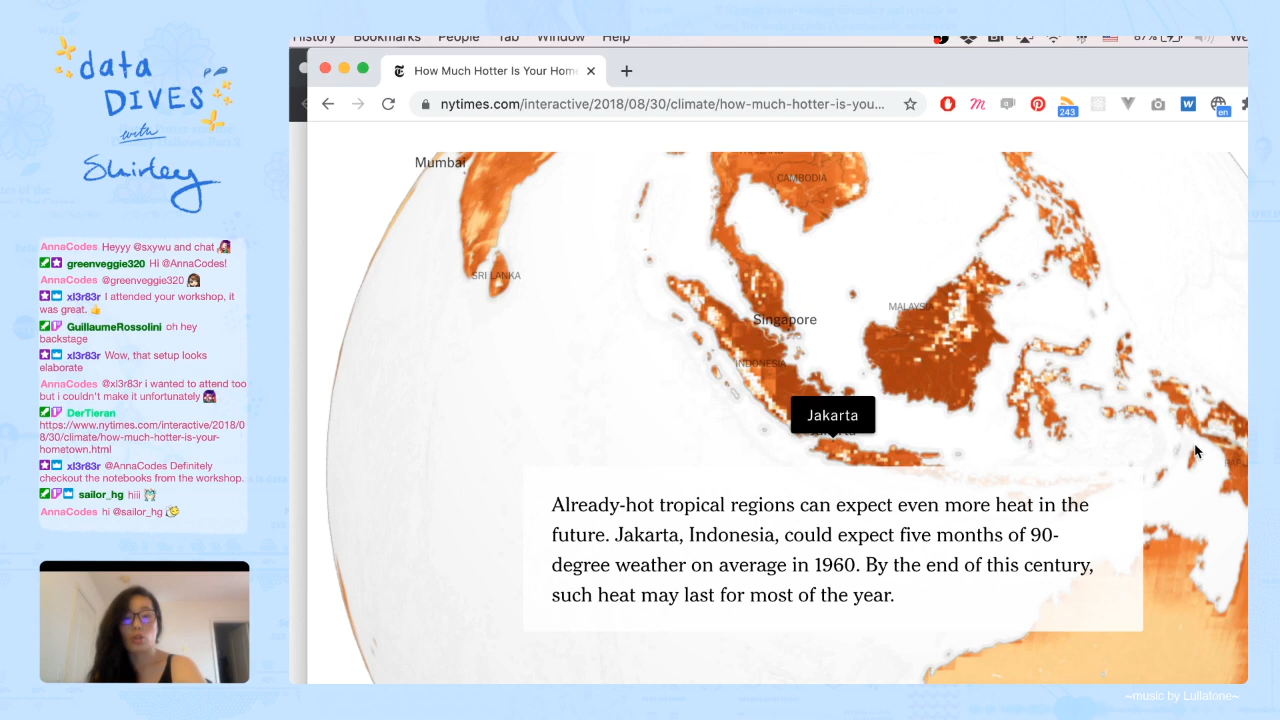 data
DIVES
with
Shirley
AnnaCodes Heyyy @sxywu and chat
greenveggie320 Hi @AnnaCodes!
AnnaCodes @greenveggie320
xl3r83r I attended your workshop, it
was great.
GuillaumeRossolini oh hey
backstage
xl3r83r Wow, that setup looks
elaborate
AnnaCodes @xl3r83r i wanted to attend too
but i couldn't make it unfortunately
DerTieran
https://www.nytimes.com/interactive/2018/0
8/30/climate/how-much-hotter-is-your-
hometown.html
xl3r83r @AnnaCodes Definitely
checkout the notebooks from the workshop.
sailor_hg hiii
AnnaCodes hi @sailor_hg
History Bookmarks People Tab Window Help 87% We
How Much Hotter Is Your Hom
nytimes.com/interactive/2018/08/30/climate/how-much-hotter-is-you...
243
W
en
Mumbai
CAMBODIA
SRI LANKA
MALAYSIA
Singapore
INDONESIA
Jakarta
Already-hot tropical regions can expect even more heat in the
future. Jakarta, Indonesia, could expect five months of 90-
degree weather on average in 1960. By the end of this century,
such heat may last for most of the year.
~music by Lullatone~